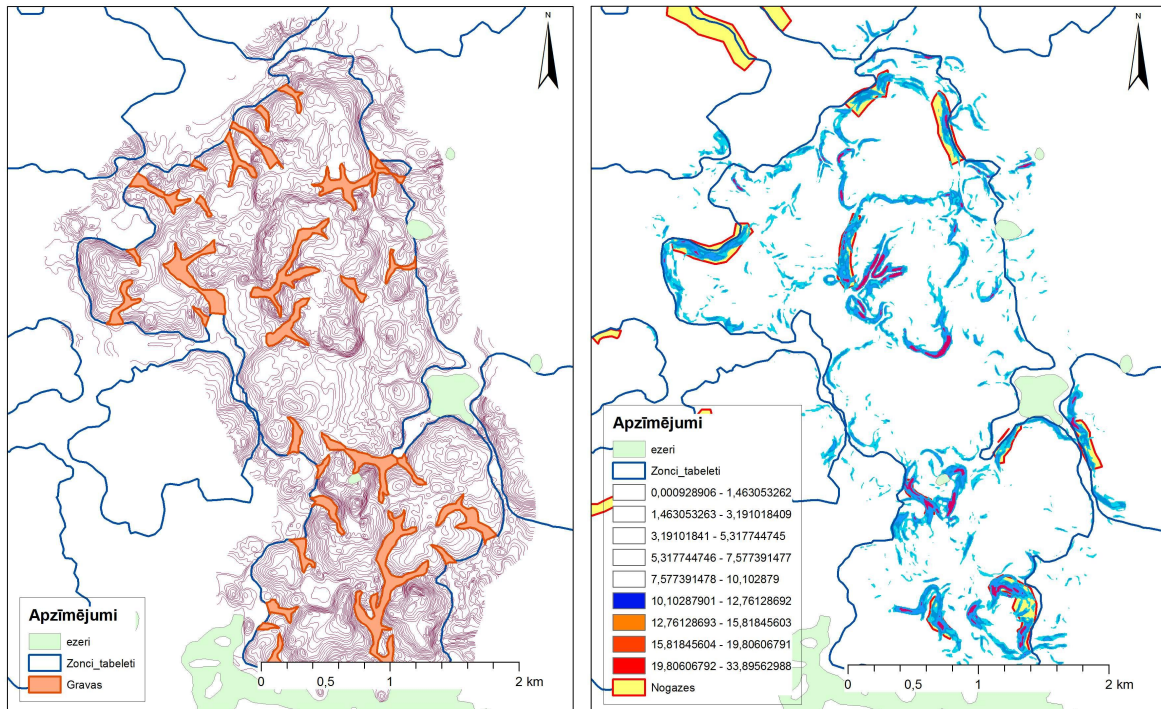 N
Apzīmējumi
ezeri
Zonci_tabeleti
Gravas
0 0,5 1 2 km
N
Apzīmējumi
ezeri
Zonci_tabeleti
0,000928906 - 1,463053262
1,463053263 - 3,191018409
3,19101841 - 5,317744745
5,317744746 - 7,577391477
7,577391478 - 10,102879
10,10287901 - 12,76128692
12,76128693 - 15,81845603
15,81845604 - 19,80606791
19,80606792 - 33,89562988
Nogazes
0 0,5 1 2 km